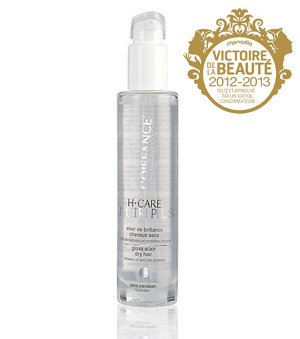 monadia
VICTOIRE
DE LA BEAUTÉ
2012-2013
TESTÉ ET APPROUVÉ
PAR UN JURY DE
CONSOMMATEURS
COIFFANCE
H•CARE
NUTRI PLUS
elixir de brillance
cheveux secs
gloss elixir
dry hair
sans paraben